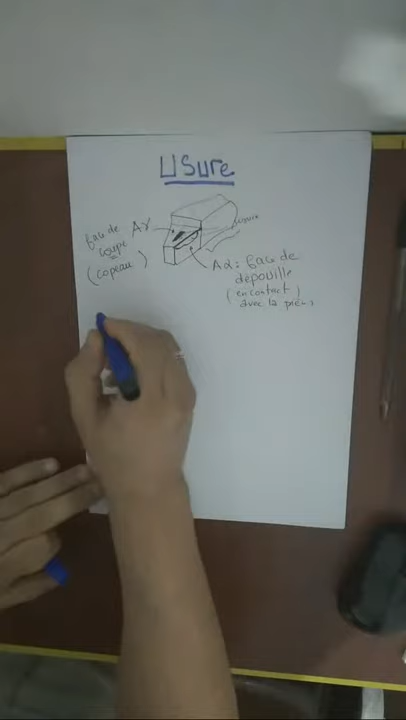 USure
face de Aγ
coupe
(copeau)
Aα: face de
dépouille
(en contact)
avec la pièce